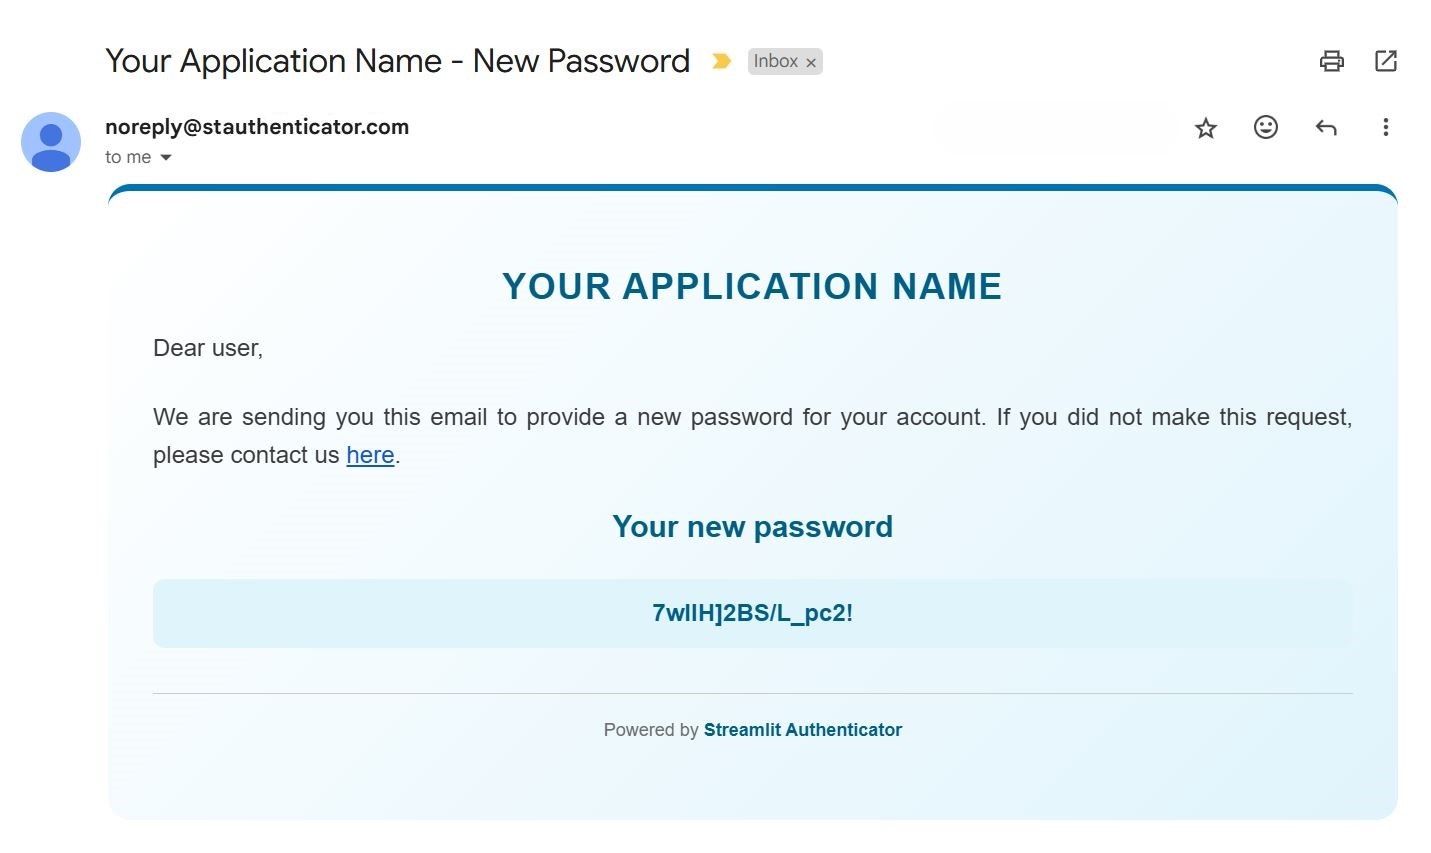 Your Application Name - New Password
Inbox ×
noreply@stauthenticator.com
to me
YOUR APPLICATION NAME
Dear user,
We are sending you this email to provide a new password for your account. If you did not make this request,
please contact us here.
Your new password
7wIlH]2BS/L_pc2!
Powered by Streamlit Authenticator